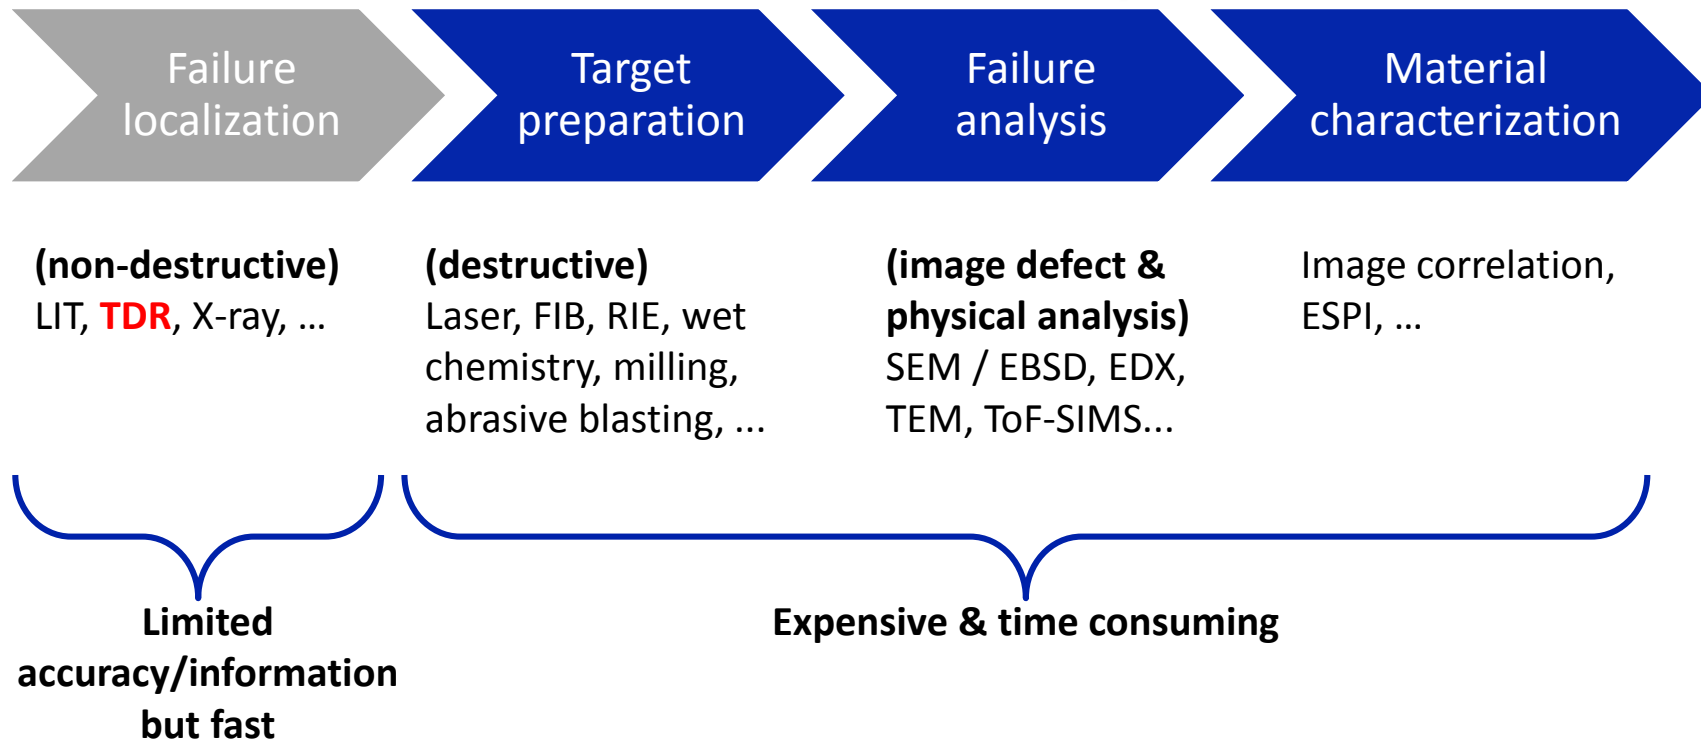 Failure
localization
Target
preparation
Failure
analysis
Material
characterization
(non-destructive)
LIT, TDR, X-ray, ...
(destructive)
Laser, FIB, RIE, wet
chemistry, milling,
abrasive blasting, ...
(image defect &
physical analysis)
SEM / EBSD, EDX,
TEM, ToF-SIMS...
Image correlation,
ESPI, ...
Limited
accuracy/information
but fast
Expensive & time consuming